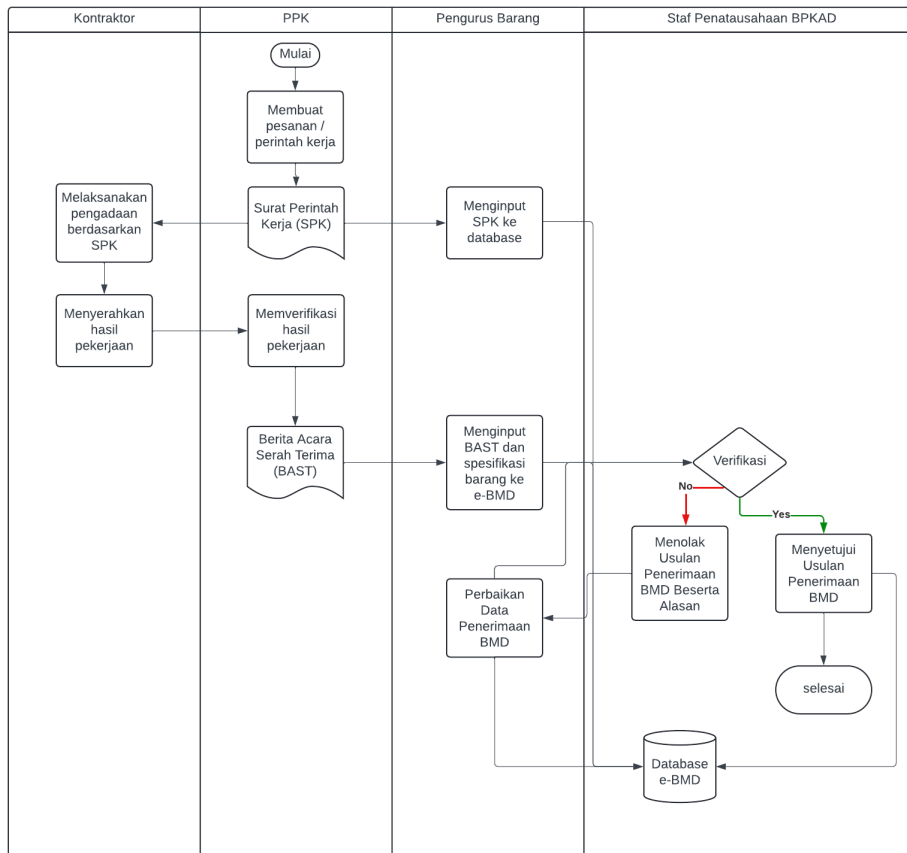 Kontraktor
PPK
Pengurus Barang
Staf Penatausahaan BPKAD
Mulai
Membuat
pesanan /
perintah kerja
Melaksanakan
pengadaan
berdasarkan
SPK
Surat Perintah
Kerja (SPK)
Menginput
SPK ke
database
Menyerahkan
hasil
pekerjaan
Memverifikasi
hasil
pekerjaan
Berita Acara
Serah Terima
(BAST)
Menginput
BAST dan
spesifikasi
barang ke
e-BMD
Verifikasi
No
Yes
Menolak
Usulan
Penerimaan
BMD Beserta
Alasan
Menyetujui
Usulan
Penerimaan
BMD
Perbaikan
Data
Penerimaan
BMD
selesai
Database
e-BMD